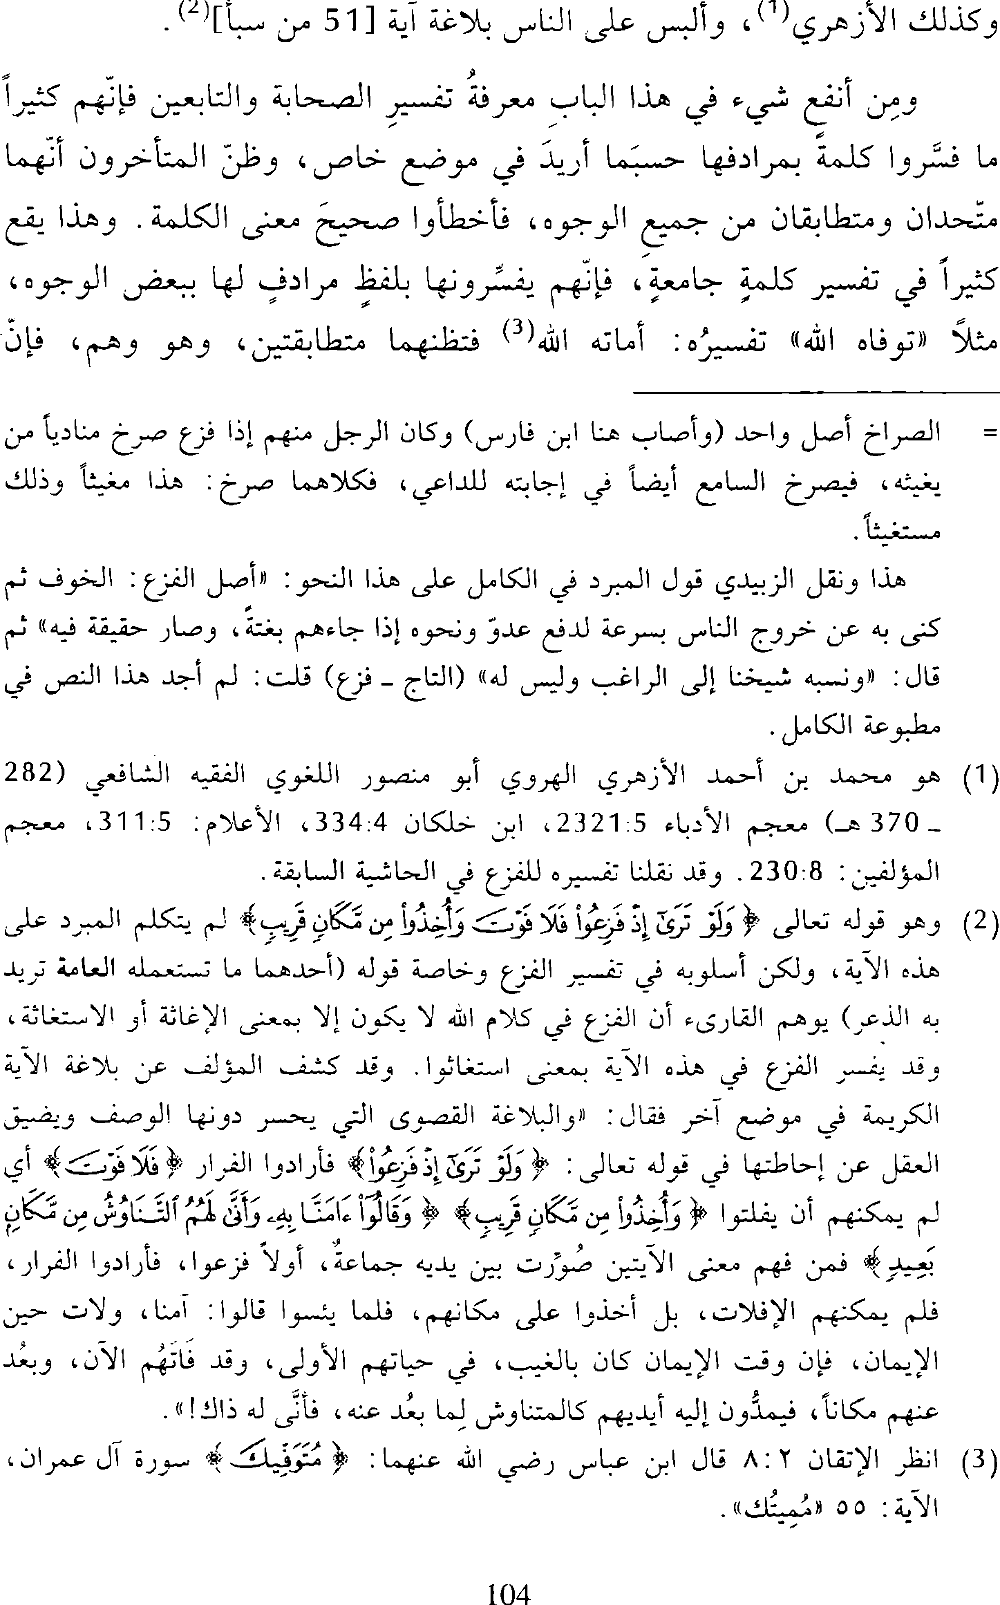 وكذلك الأزهري(1)، وألبس على الناس بلاغة آية [51 من سبأ](2).
ومِن أنفع شيء في هذا البابِ معرفةُ تفسيرِ الصحابة والتابعين فإنّهم كثيراً
ما فسَّروا كلمةً بمرادفها حسبَما أريدَ في موضع خاص، وظنّ المتأخرون أنّهما
متّحدان ومتطابقان من جميعِ الوجوه، فأخطأوا صحيحَ معنى الكلمة. وهذا يقع
كثيراً في تفسير كلمةٍ جامعةٍ، فإنّهم يفسِّرونها بلفظٍ مرادفٍ لها ببعض الوجوه،
مثلاً «توفاه الله» تفسيرُه: أماته الله(3) فتظنهما متطابقتين، وهو وهم، فإنّ
= الصراخ أصل واحد (وأصاب هنا ابن فارس) وكان الرجل منهم إذا فزع صرخ منادياً من
يغيثه، فيصرخ السامع أيضاً في إجابته للداعي، فكلاهما صرخ: هذا مغيثاً وذلك
مستغيثاً.
هذا ونقل الزبيدي قول المبرد في الكامل على هذا النحو: «أصل الفزع: الخوف ثم
كنى به عن خروج الناس بسرعة لدفع عدوّ ونحوه إذا جاءهم بغتةً، وصار حقيقة فيه» ثم
قال: «ونسبه شيخنا إلى الراغب وليس له» (التاج ـ فزع) قلت: لم أجد هذا النص في
مطبوعة الكامل.
(1) هو محمد بن أحمد الأزهري الهروي أبو منصور اللغوي الفقيه الشافعي (282
ـ 370 هـ) معجم الأدباء 2321:5، ابن خلكان 334:4، الأعلام: 311:5، معجم
المؤلفين: 230:8. وقد نقلنا تفسيره للفزع في الحاشية السابقة.
(2) وهو قوله تعالى ﴿ وَلَوْ تَرَىٰٓ إِذْ فَزِعُوا۟ فَلَا فَوْتَ وَأُخِذُوا۟ مِن مَّكَانٍ قَرِيبٍ﴾ لم يتكلم المبرد على
هذه الآية، ولكن أسلوبه في تفسير الفزع وخاصة قوله (أحدهما ما تستعمله العامة تريد
به الذعر) يوهم القارىء أن الفزع في كلام الله لا يكون إلا بمعنى الإغاثة أو الاستغاثة،
وقد يفسر الفزع في هذه الآية بمعنى استغاثوا. وقد كشف المؤلف عن بلاغة الآية
الكريمة في موضع آخر فقال: «والبلاغة القصوى التي يحسر دونها الوصف ويضيق
العقل عن إحاطتها في قوله تعالى: ﴿ وَلَوْ تَرَىٰٓ إِذْ فَزِعُوا۟﴾ فأرادوا الفرار ﴿ فَلَا فَوْتَ﴾ أي
لم يمكنهم أن يفلتوا ﴿ وَأُخِذُوا۟ مِن مَّكَانٍ قَرِيبٍ﴾ ﴿ وَقَالُوٓا۟ ءَامَنَّا بِهِۦ وَأَنَّىٰ لَهُمُ ٱلتَّنَاوُشُ مِن مَّكَانٍ
بَعِيدٍ﴾ فمن فهم معنى الآيتين صُوِّرت بين يديه جماعةٌ، أولاً فزعوا، فأرادوا الفرار،
فلم يمكنهم الإفلات، بل أخذوا على مكانهم، فلما يئسوا قالوا: آمنا، ولات حين
الإيمان، فإن وقت الإيمان كان بالغيب، في حياتهم الأولى، وقد فَاتَهُم الآن، وبعُد
عنهم مكاناً، فيمدُّون إليه أيديهم كالمتناوش لِما بعُد عنه، فأنَّى له ذاك!».
(3) انظر الإتقان ٢:٨ قال ابن عباس رضي الله عنهما: ﴿ مُتَوَفِّيكَ ﴾ سورة آل عمران،
الآية: ٥٥ «مُمِيتُك».
104